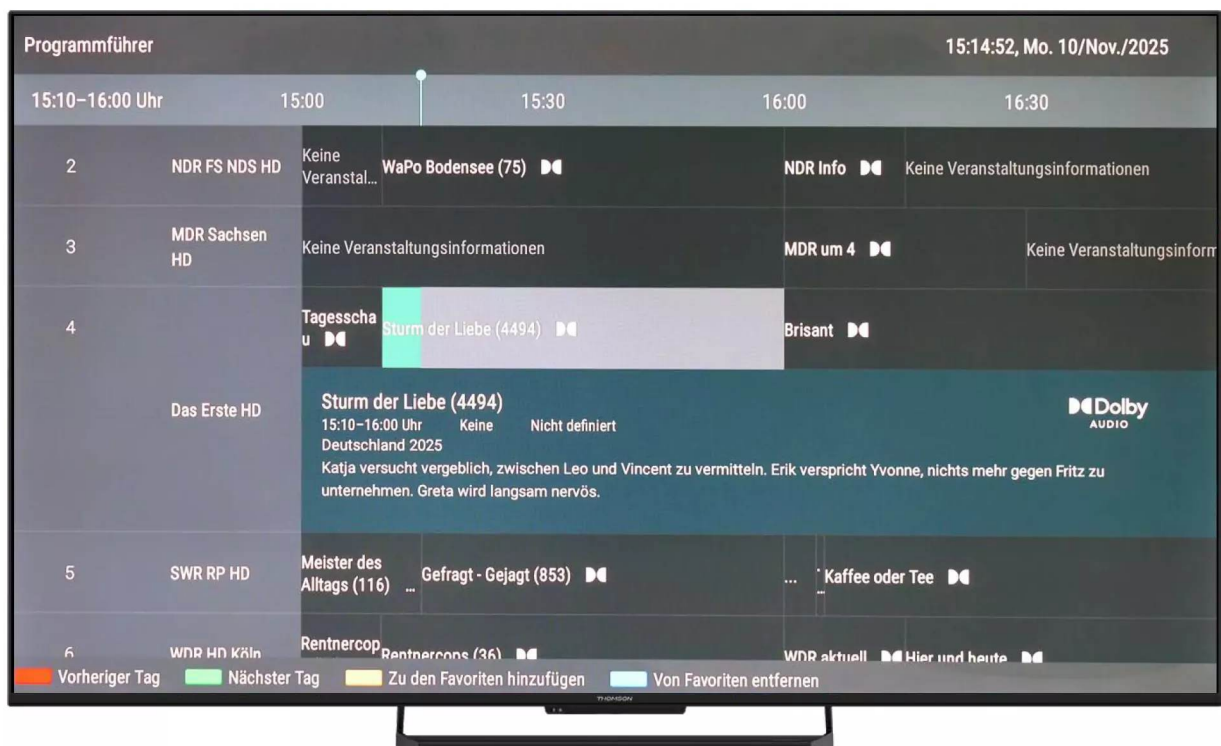 Programmführer
15:14:52, Mo. 10/Nov./2025
15:10–16:00 Uhr
15:00
15:30
16:00
16:30
2
NDR FS NDS HD
Keine
Veranstal...
WaPo Bodensee (75)
NDR Info
Keine Veranstaltungsinformationen
3
MDR Sachsen
HD
Keine Veranstaltungsinformationen
MDR um 4
Keine Veranstaltungsinform
4
Tagesscha
u
Sturm der Liebe (4494)
Brisant
Das Erste HD
Sturm der Liebe (4494)
15:10–16:00 Uhr Keine Nicht definiert
Deutschland 2025
Katja versucht vergeblich, zwischen Leo und Vincent zu vermitteln. Erik verspricht Yvonne, nichts mehr gegen Fritz zu
unternehmen. Greta wird langsam nervös.
Dolby
AUDIO
5
SWR RP HD
Meister des
Alltags (116) ...
Gefragt - Gejagt (853)
...
...
Kaffee oder Tee
6
WDR HD Köln
Rentnercop
Rentnercops (36)
WDR aktuell
Hier und heute
Vorheriger Tag
Nächster Tag
Zu den Favoriten hinzufügen
Von Favoriten entfernen
THOMSON